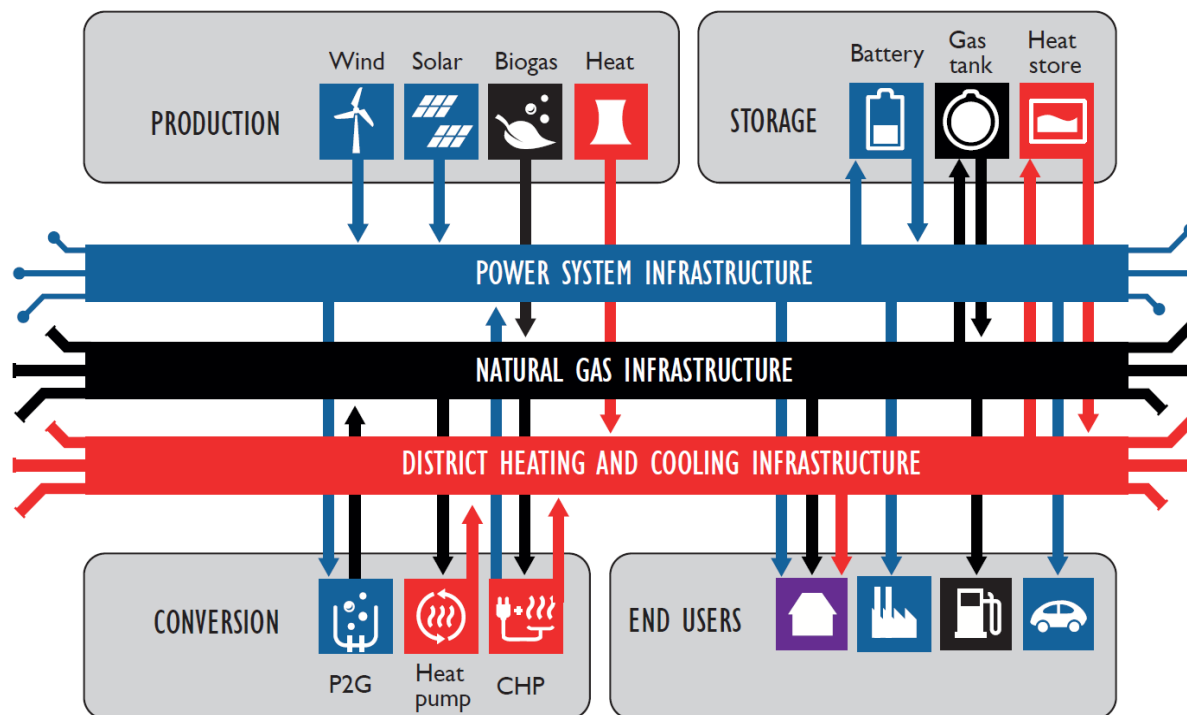 PRODUCTION
Wind
Solar
Biogas
Heat
STORAGE
Battery
Gas
tank
Heat
store
POWER SYSTEM INFRASTRUCTURE
NATURAL GAS INFRASTRUCTURE
DISTRICT HEATING AND COOLING INFRASTRUCTURE
CONVERSION
P2G
Heat
pump
CHP
END USERS